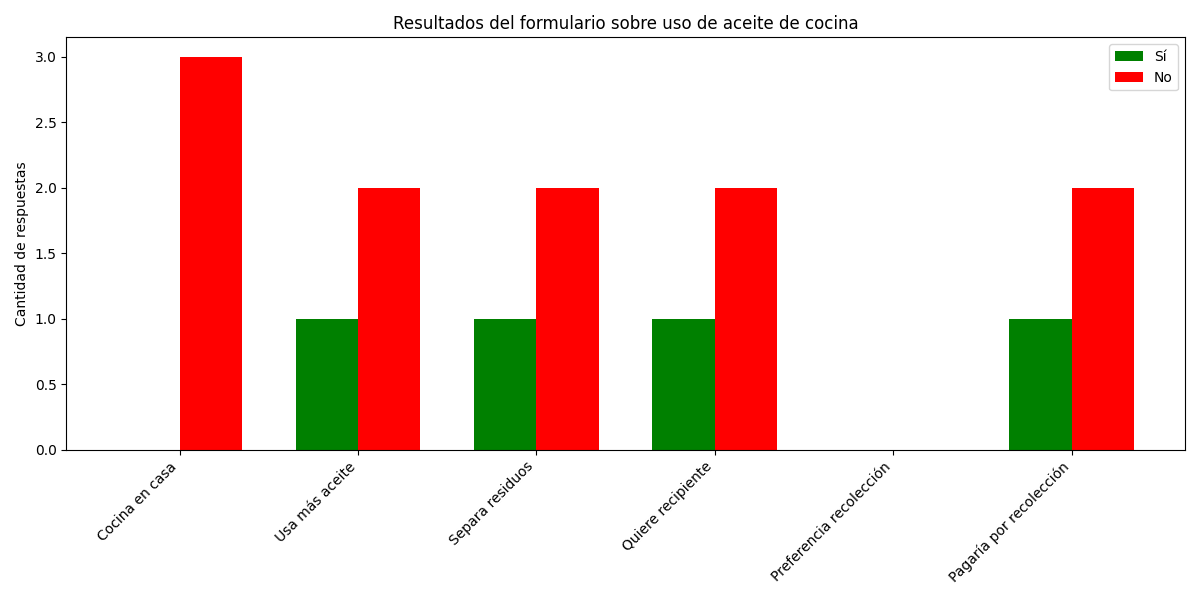 Resultados del formulario sobre uso de aceite de cocina
Sí
No
Cantidad de respuestas
3.0
2.5
2.0
1.5
1.0
0.5
0.0
Cocina en casa
Usa más aceite
Separa residuos
Quiere recipiente
Preferencia recolección
Pagaría por recolección